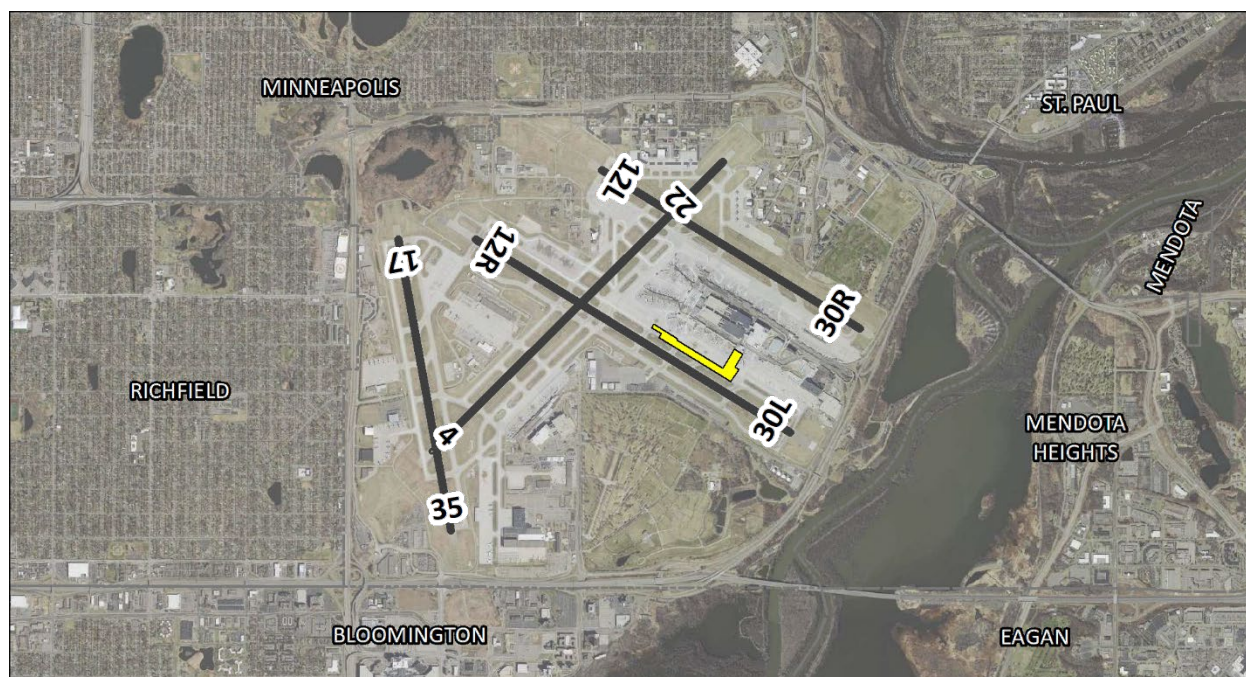 MINNEAPOLIS
ST. PAUL
12L
22
MENDOTA
12R
17
30R
RICHFIELD
30L
4
MENDOTA
HEIGHTS
35
BLOOMINGTON
EAGAN